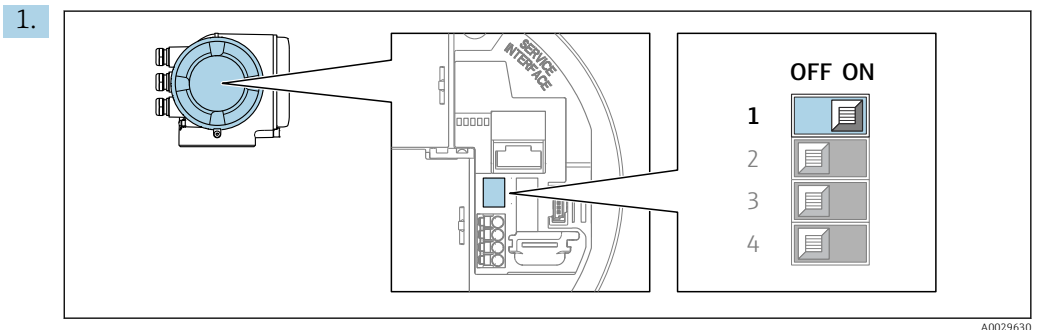 1.
SERVICE
INTERFACE
OFF ON
1
2
3
4
A0029630